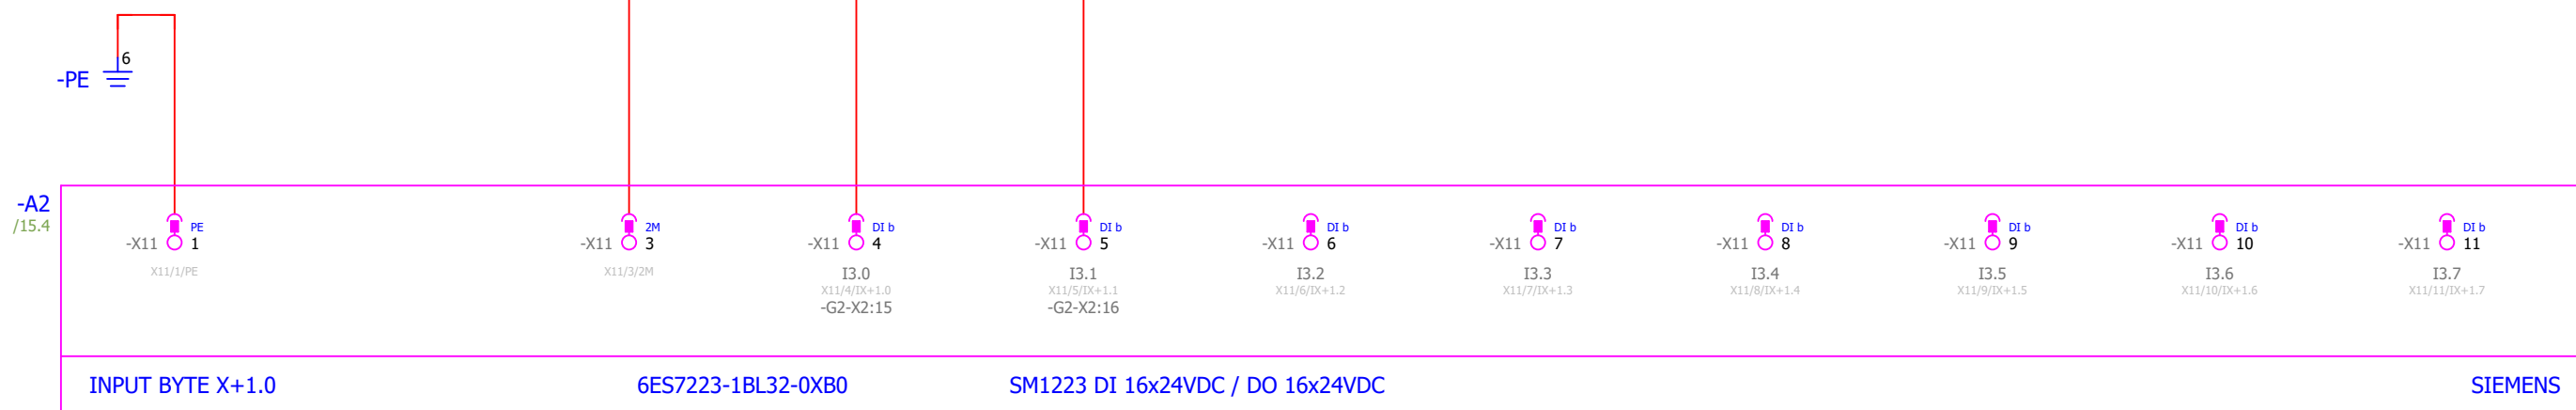 6
-PE
-A2
/15.4
PE 2M DI b DI b DI b DI b DI b DI b DI b DI b
-X11 1 -X11 3 -X11 4 -X11 5 -X11 6 -X11 7 -X11 8 -X11 9 -X11 10 -X11 11
X11/1/PE X11/3/2M I3.0 I3.1 I3.2 I3.3 I3.4 I3.5 I3.6 I3.7
X11/4/IX+1.0 X11/5/IX+1.1 X11/6/IX+1.2 X11/7/IX+1.3 X11/8/IX+1.4 X11/9/IX+1.5 X11/10/IX+1.6 X11/11/IX+1.7
-G2-X2:15 -G2-X2:16
INPUT BYTE X+1.0 6ES7223-1BL32-0XB0 SM1223 DI 16x24VDC / DO 16x24VDC SIEMENS